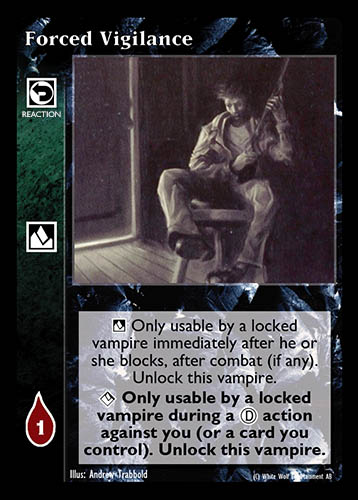 Forced Vigilance
REACTION
Only usable by a locked
vampire immediately after he or
she blocks, after combat (if any).
Unlock this vampire.
Only usable by a locked
vampire during a Ⓓ action
against you (or a card you
control). Unlock this vampire.
1
Illus: Andrew Trabbold
(C) White Wolf Entertainment AB